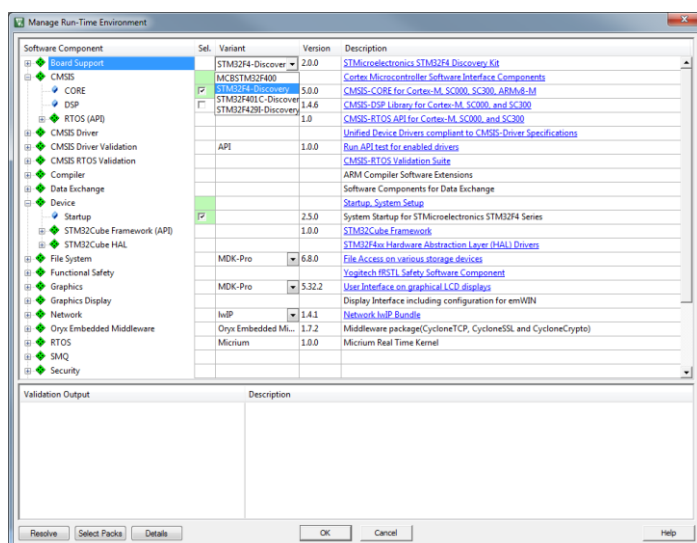 Manage Run-Time Environment
Software Component Sel. Variant Version Description
Board Support STM32F4-Discover 2.0.0 STMicroelectronics STM32F4 Discovery Kit
CMSIS MCBSTM32F400 Cortex Microcontroller Software Interface Components
CORE STM32F4-Discovery 5.0.0 CMSIS-CORE for Cortex-M, SC000, SC300, ARMv8-M
DSP STM32F401C-Discover 1.4.6 CMSIS-DSP Library for Cortex-M, SC000, and SC300
STM32F429I-Discovery
RTOS (API) 1.0 CMSIS-RTOS API for Cortex-M, SC000, and SC300
CMSIS Driver Unified Device Drivers compliant to CMSIS-Driver Specifications
CMSIS Driver Validation API 1.0.0 Run API test for enabled drivers
CMSIS RTOS Validation CMSIS-RTOS Validation Suite
Compiler ARM Compiler Software Extensions
Data Exchange Software Components for Data Exchange
Device Startup, System Setup
Startup 2.5.0 System Startup for STMicroelectronics STM32F4 Series
STM32Cube Framework (API) 1.0.0 STM32Cube Framework
STM32Cube HAL STM32F4xx Hardware Abstraction Layer (HAL) Drivers
File System MDK-Pro 6.8.0 File Access on various storage devices
Functional Safety Yogitech fRSTL Safety Software Component
Graphics MDK-Pro 5.32.2 User Interface on graphical LCD displays
Graphics Display Display Interface including configuration for emWIN
Network lwIP 1.4.1 Network lwIP Bundle
Oryx Embedded Middleware Oryx Embedded Mi... 1.7.2 Middleware package(CycloneTCP, CycloneSSL and CycloneCrypto)
RTOS Micrium 1.0.0 Micrium Real Time Kernel
SMQ
Security
Validation Output Description
Resolve Select Packs Details OK Cancel Help